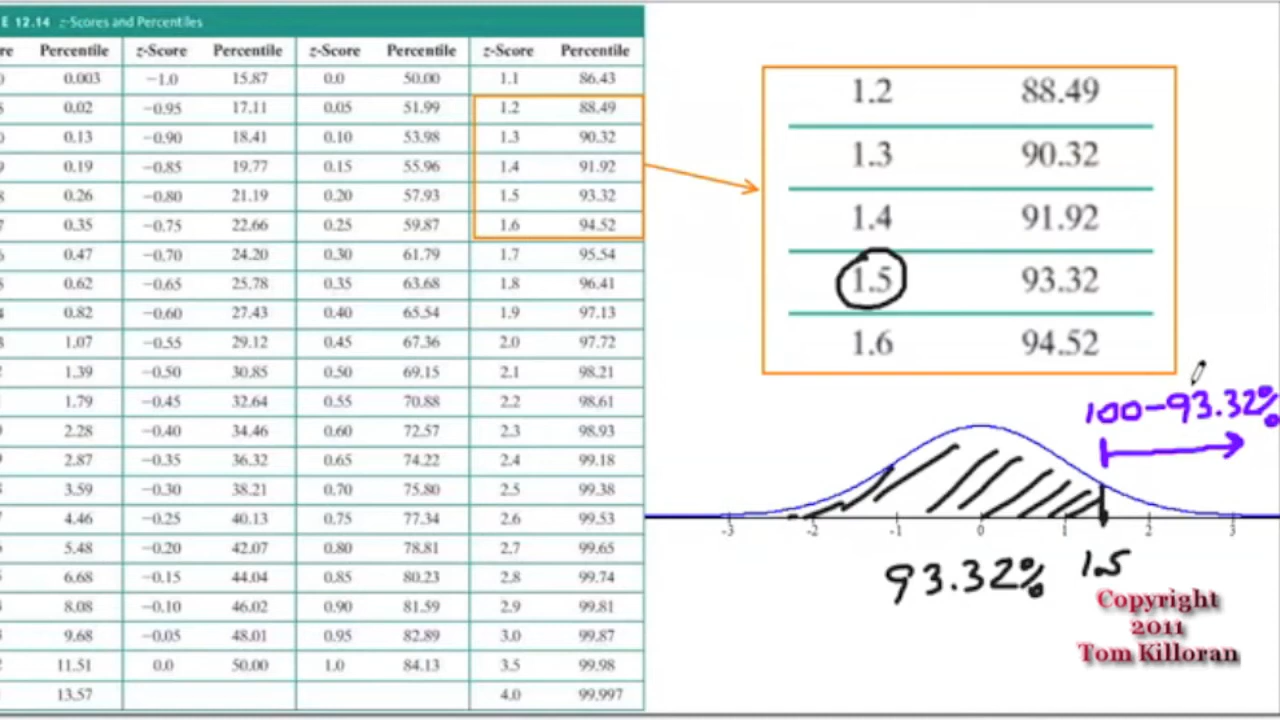 E 12.14 z-Scores and Percentiles
re Percentile z-Score Percentile z-Score Percentile z-Score Percentile
0 0.003 −1.0 15.87 0.0 50.00 1.1 86.43
0.02 −0.95 17.11 0.05 51.99 1.2 88.49
0 0.13 −0.90 18.41 0.10 53.98 1.3 90.32
9 0.19 −0.85 19.77 0.15 55.96 1.4 91.92
8 0.26 −0.80 21.19 0.20 57.93 1.5 93.32
7 0.35 −0.75 22.66 0.25 59.87 1.6 94.52
0.47 −0.70 24.20 0.30 61.79 1.7 95.54
0.62 −0.65 25.78 0.35 63.68 1.8 96.41
0.82 −0.60 27.43 0.40 65.54 1.9 97.13
1.07 −0.55 29.12 0.45 67.36 2.0 97.72
1.39 −0.50 30.85 0.50 69.15 2.1 98.21
1.79 −0.45 32.64 0.55 70.88 2.2 98.61
2.28 −0.40 34.46 0.60 72.57 2.3 98.93
2.87 −0.35 36.32 0.65 74.22 2.4 99.18
3.59 −0.30 38.21 0.70 75.80 2.5 99.38
4.46 −0.25 40.13 0.75 77.34 2.6 99.53
5.48 −0.20 42.07 0.80 78.81 2.7 99.65
6.68 −0.15 44.04 0.85 80.23 2.8 99.74
8.08 −0.10 46.02 0.90 81.59 2.9 99.81
9.68 −0.05 48.01 0.95 82.89 3.0 99.87
11.51 0.0 50.00 1.0 84.13 3.5 99.98
13.57 4.0 99.997
1.2 88.49
1.3 90.32
1.4 91.92
1.5 93.32
1.6 94.52
100-93.32%
-3 -2 -1 0 2 3
93.32% 1.5
Copyright
2011
Tom Killoran